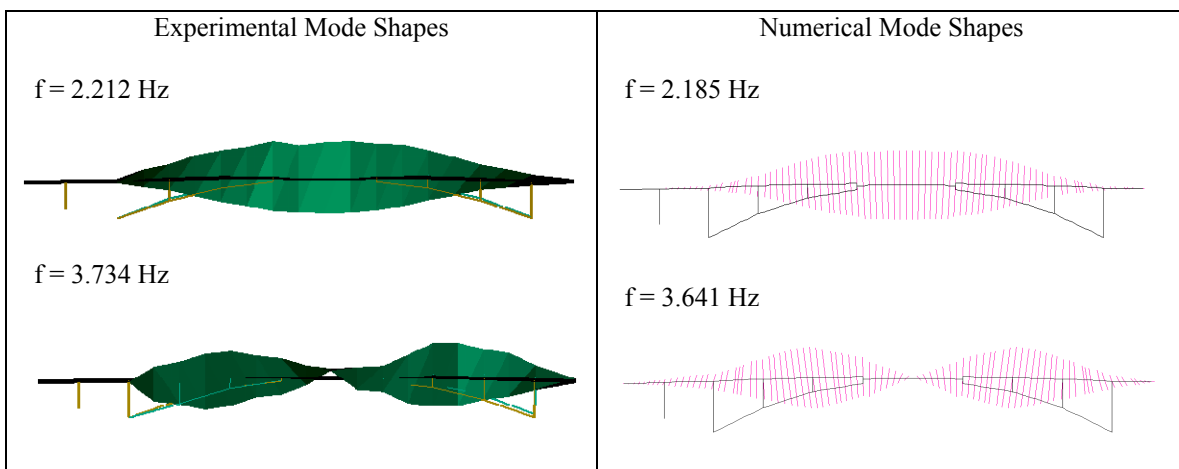 Experimental Mode Shapes
Numerical Mode Shapes
f = 2.212 Hz
f = 2.185 Hz
f = 3.734 Hz
f = 3.641 Hz